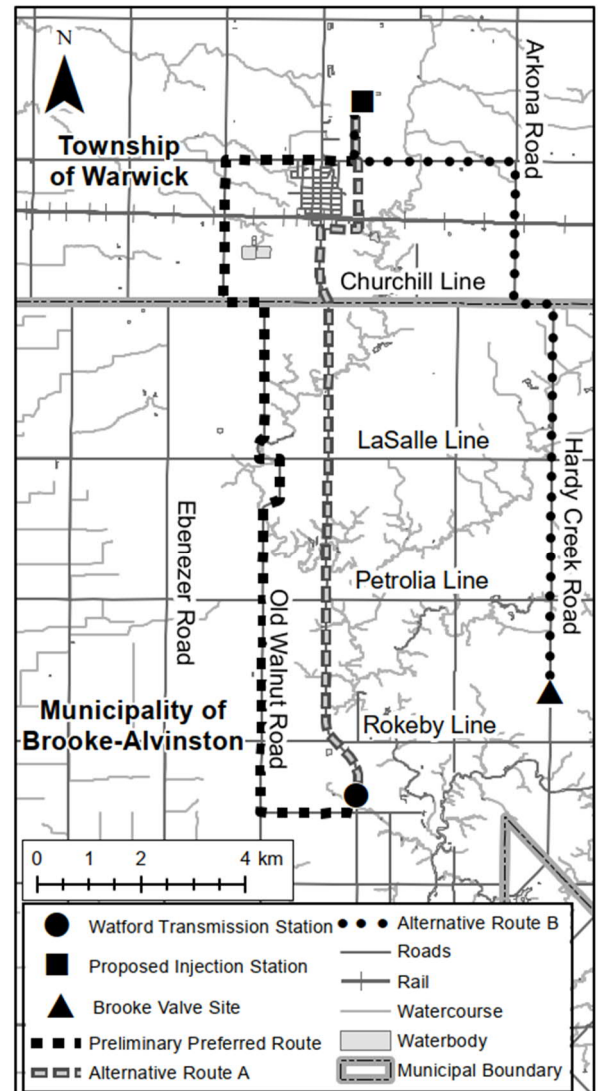 N
Arkona Road
Township
of Warwick
Churchill Line
LaSalle Line
Hardy Creek Road
Ebenezer Road
Petrolia Line
Old Walnut Road
Municipality of
Brooke-Alvinston
Rokeby Line
0 1 2 4 km
Watford Transmission Station
Proposed Injection Station
Brooke Valve Site
Preliminary Preferred Route
Alternative Route A
Alternative Route B
Roads
Rail
Watercourse
Waterbody
Municipal Boundary